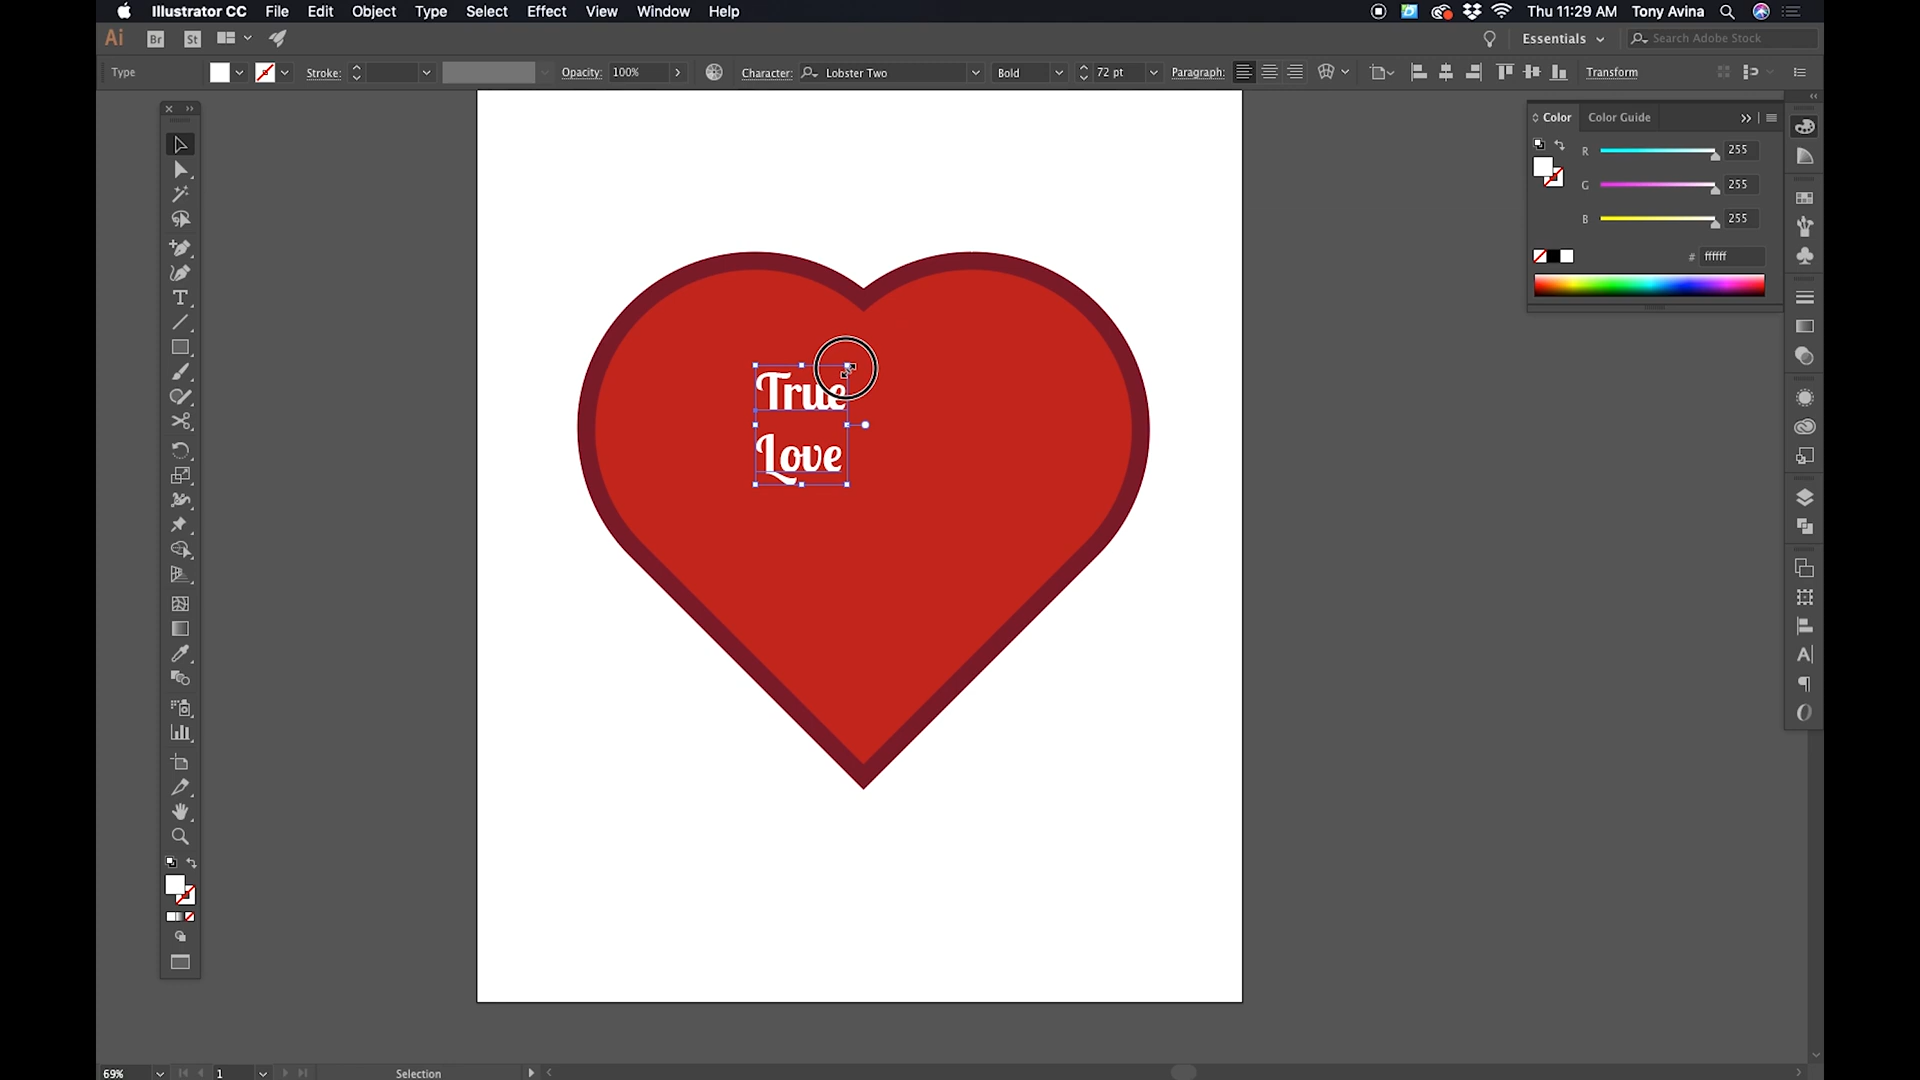 Illustrator CC File Edit Object Type Select Effect View Window Help
Thu 11:29 AM Tony Avina
Ai Br St
Essentials
Search Adobe Stock
Type
Stroke:
Opacity: 100%
Character: Lobster Two
Bold
72 pt
Paragraph:
Transform
Color Color Guide
R 255
G 255
B 255
# ffffff
True
Love
69%
1
Selection